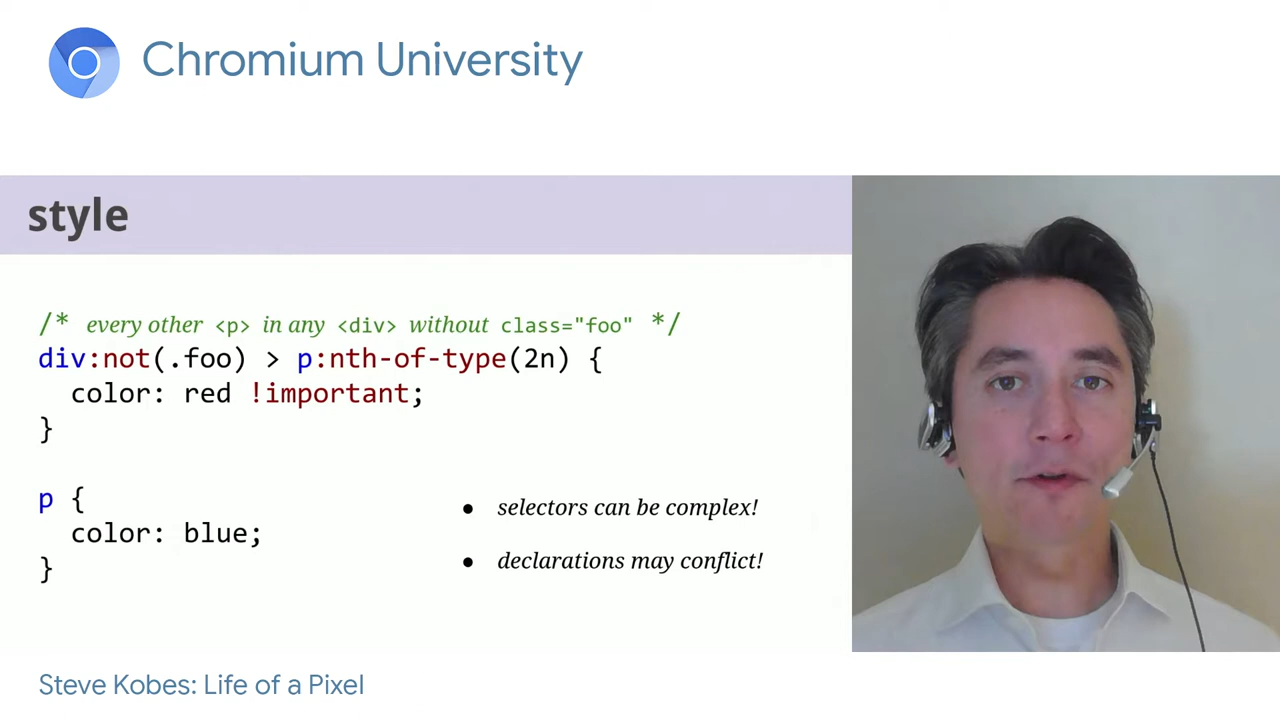 Chromium University
style
/* every other <p> in any <div> without class="foo" */
div:not(.foo) > p:nth-of-type(2n) {
color: red !important;
}
p {
color: blue;
}
• selectors can be complex!
• declarations may conflict!
Steve Kobes: Life of a Pixel